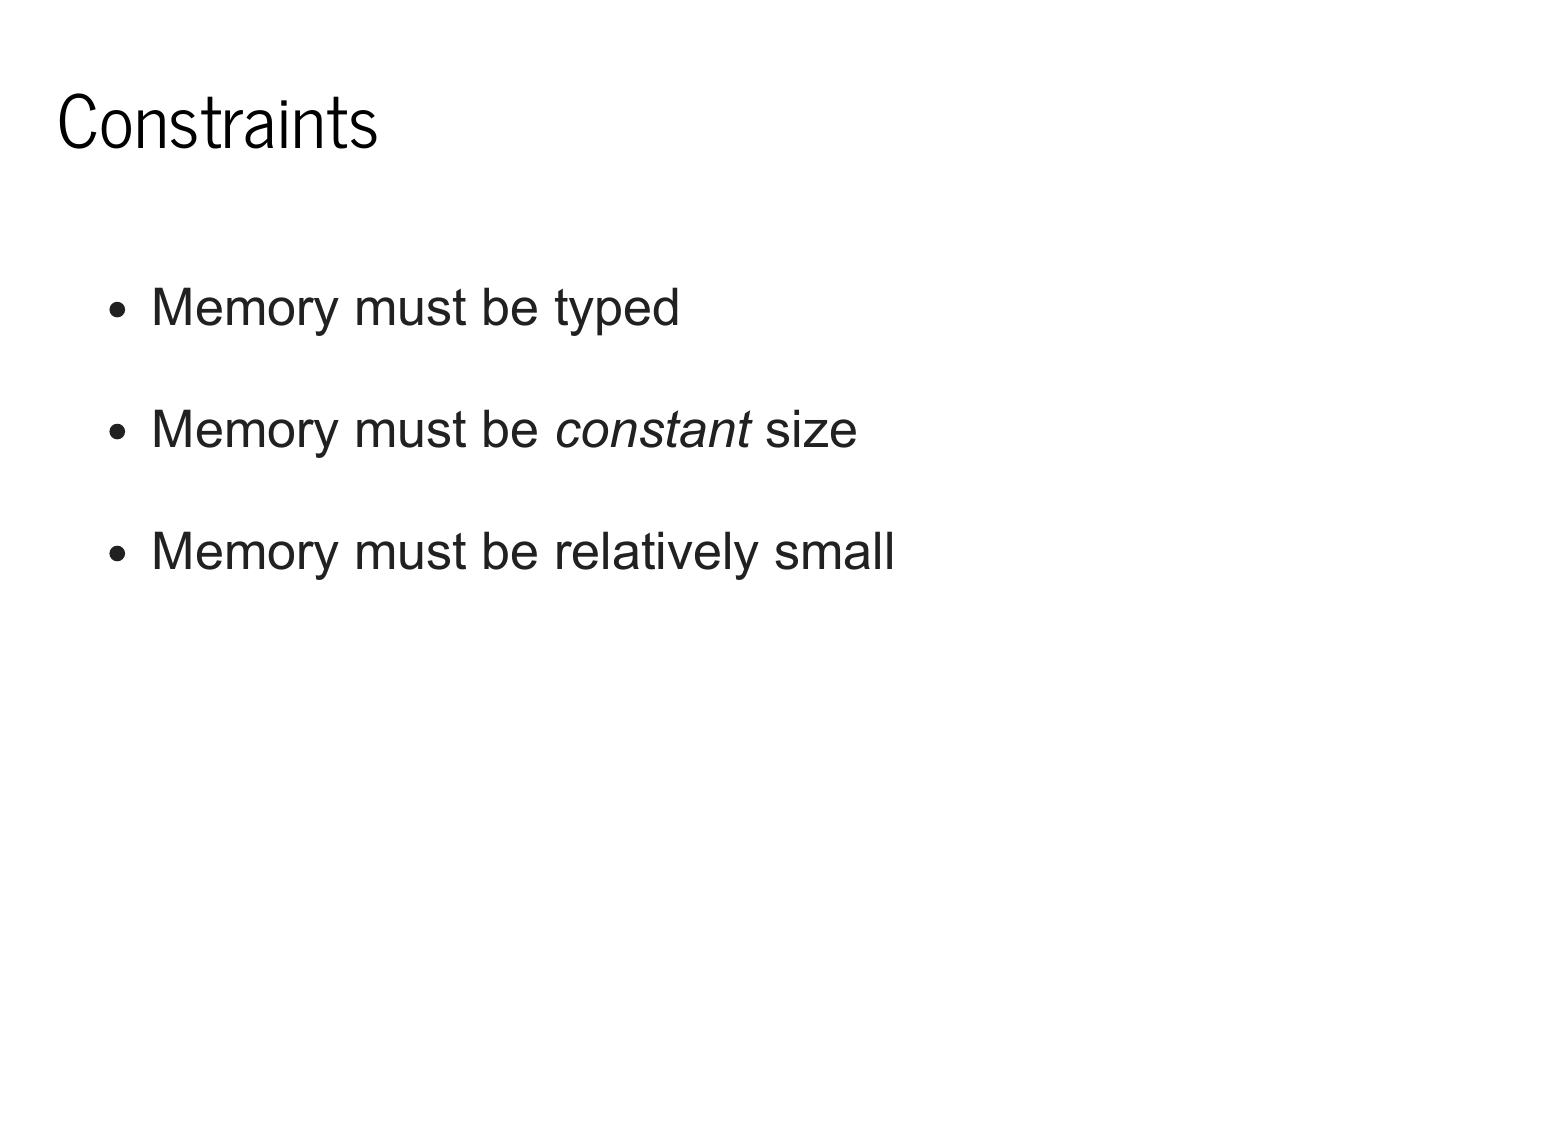 Constraints
• Memory must be typed
• Memory must be constant size
• Memory must be relatively small